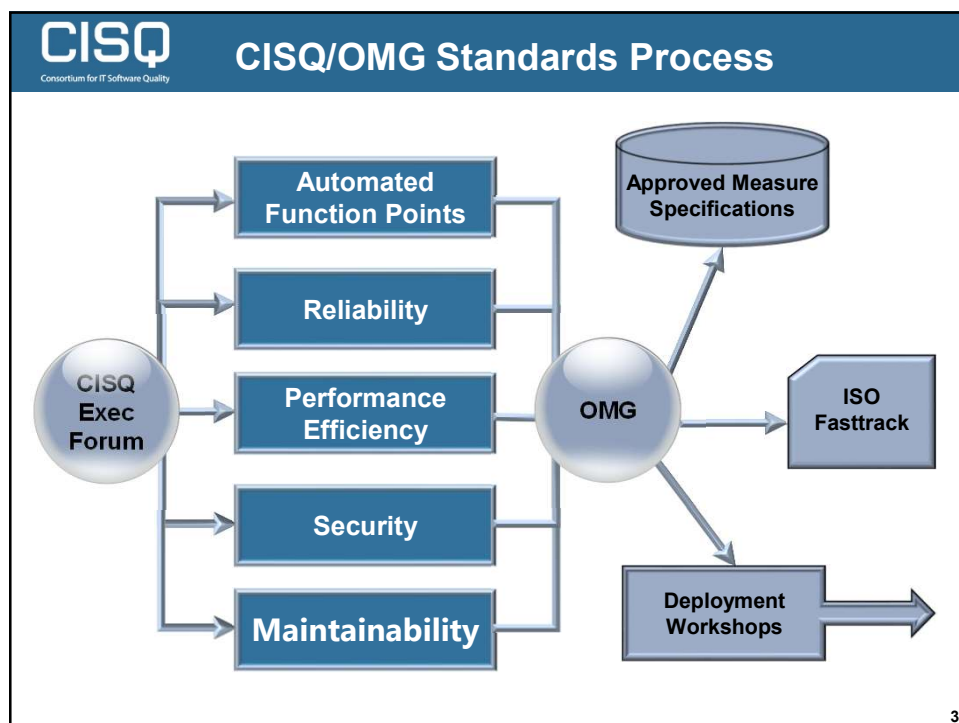 CISQ
Consortium for IT Software Quality
CISQ/OMG Standards Process
Automated
Function Points
Reliability
Performance
Efficiency
Security
Maintainability
CISQ
Exec
Forum
OMG
Approved Measure
Specifications
ISO
Fasttrack
Deployment
Workshops
3